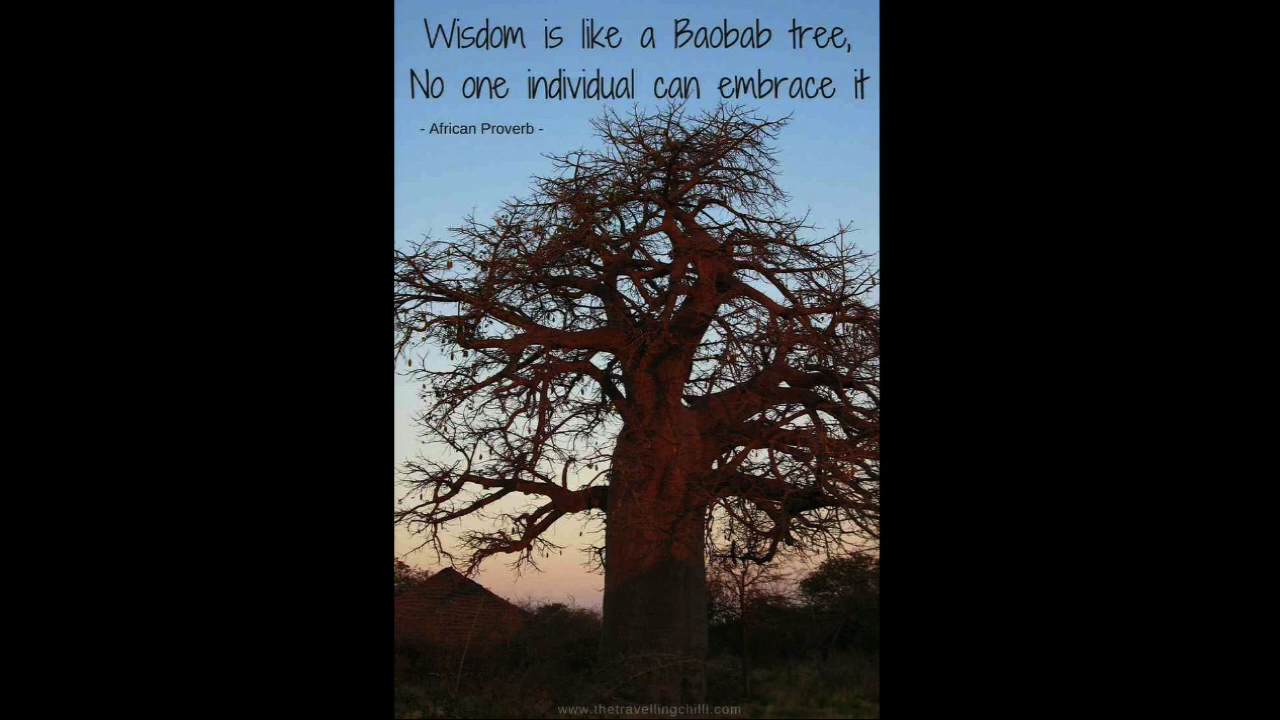 Wisdom is like a Baobab tree,
No one individual can embrace it
- African Proverb -
www.thetravellingchilli.com